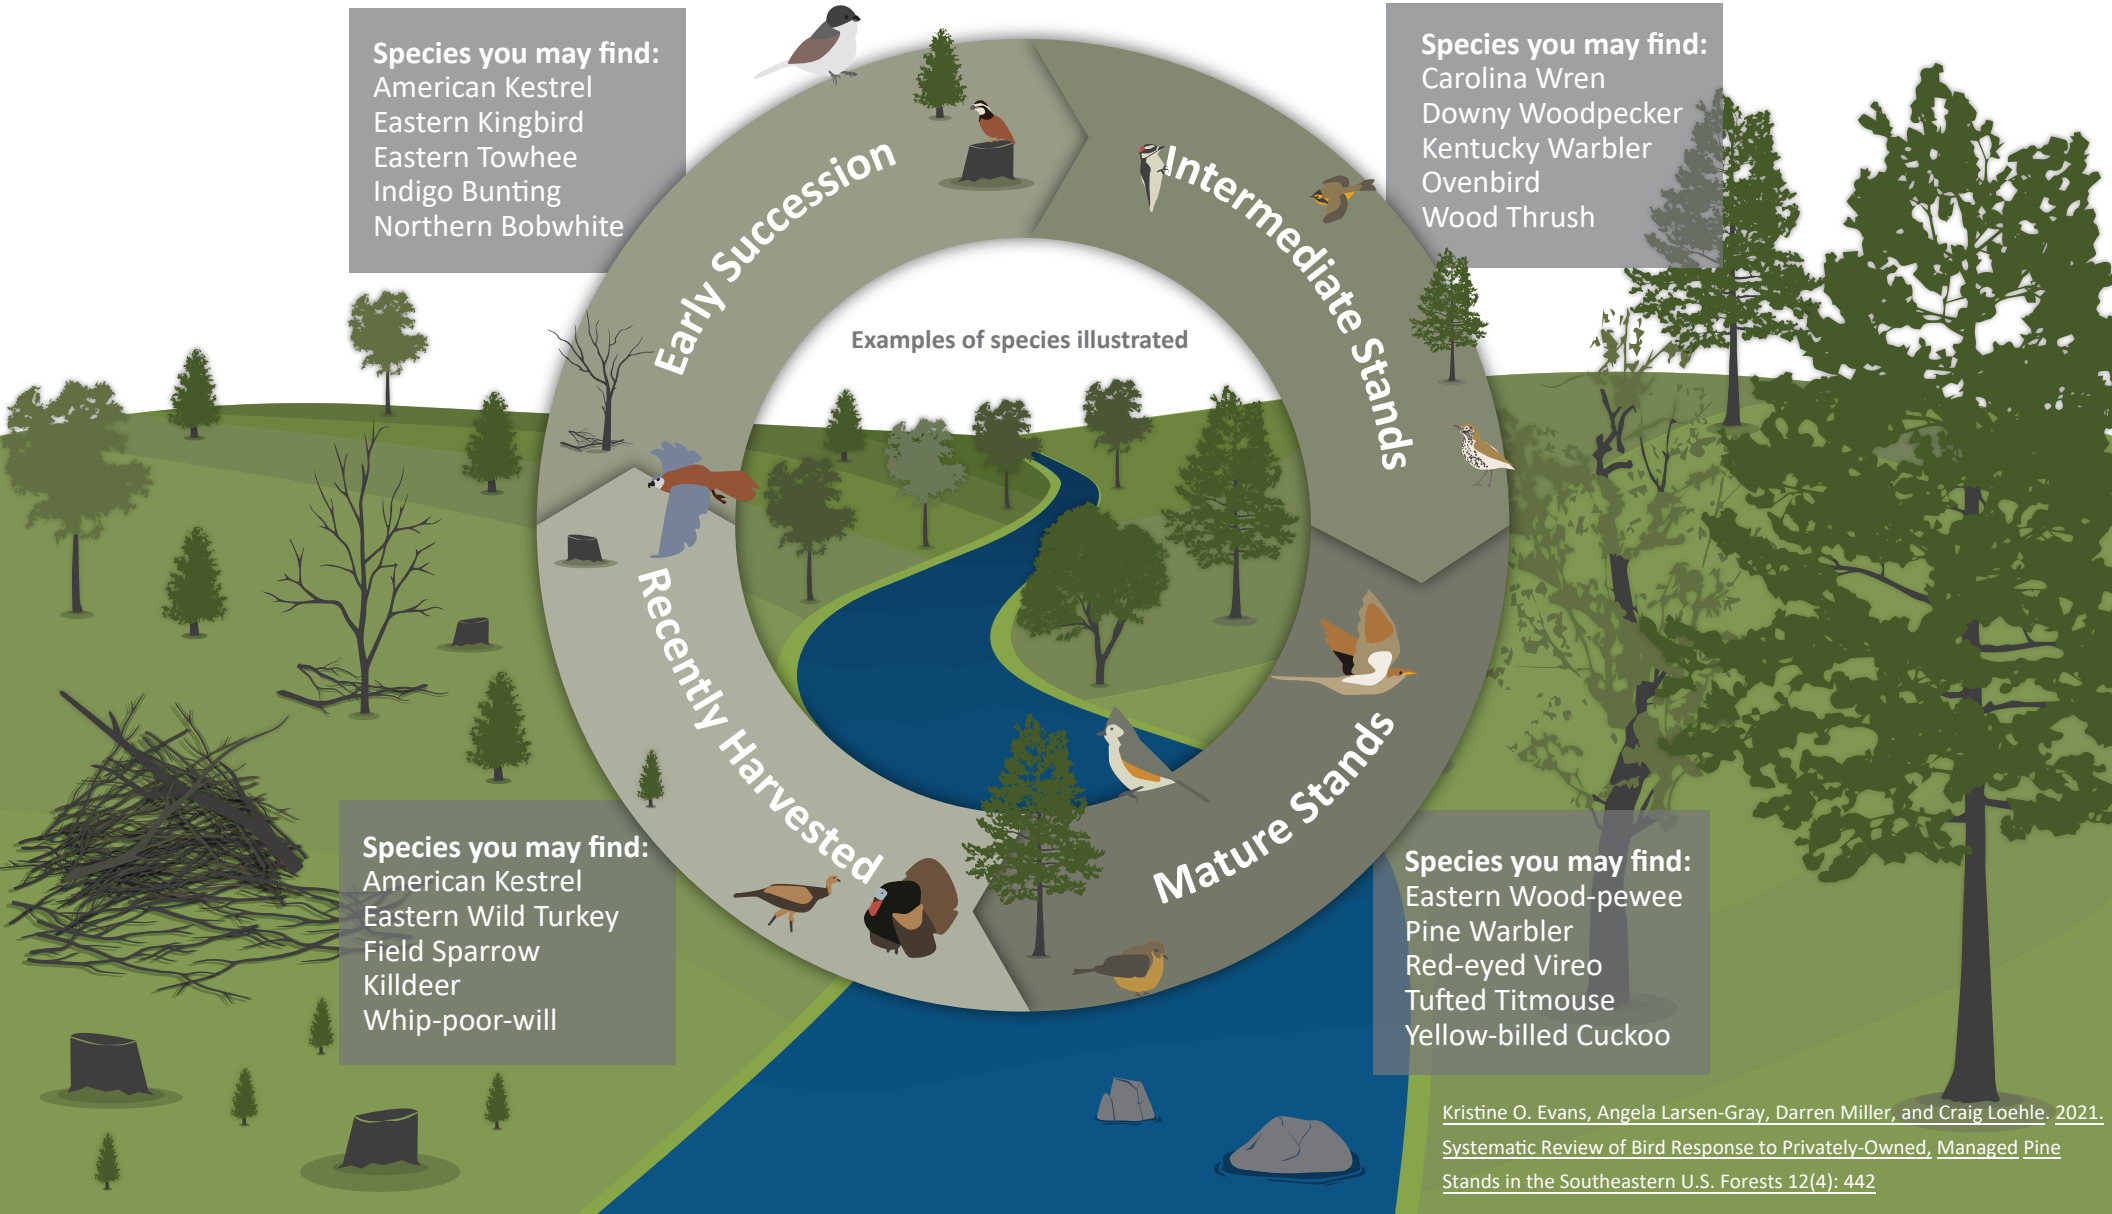 Species you may find:
American Kestrel
Eastern Kingbird
Eastern Towhee
Indigo Bunting
Northern Bobwhite
Species you may find:
Carolina Wren
Downy Woodpecker
Kentucky Warbler
Ovenbird
Wood Thrush
Early Succession
Intermediate Stands
Examples of species illustrated
Recently Harvested
Mature Stands
Species you may find:
American Kestrel
Eastern Wild Turkey
Field Sparrow
Killdeer
Whip-poor-will
Species you may find:
Eastern Wood-pewee
Pine Warbler
Red-eyed Vireo
Tufted Titmouse
Yellow-billed Cuckoo
Kristine O. Evans, Angela Larsen-Gray, Darren Miller, and Craig Loehle. 2021.
Systematic Review of Bird Response to Privately-Owned, Managed Pine
Stands in the Southeastern U.S. Forests 12(4): 442